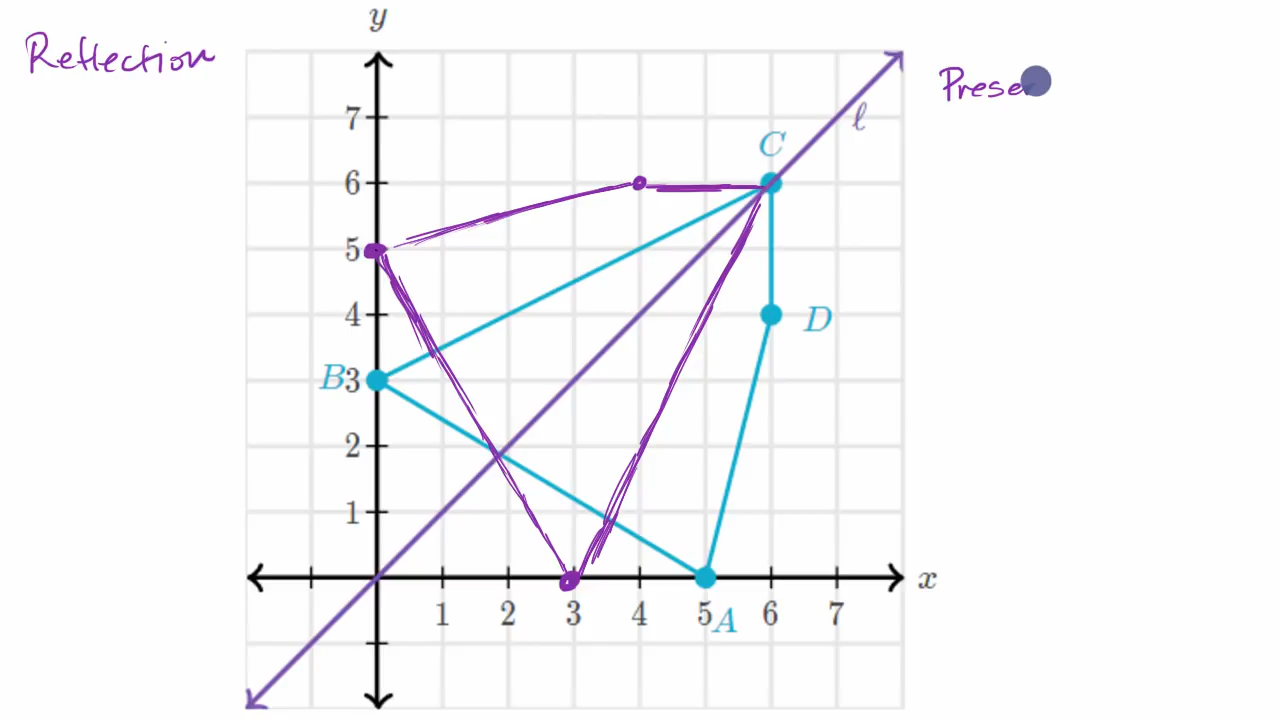 y
Reflection
Prese
ℓ
7
C
6
5
4
D
B
3
2
1
x
1 2 3 4 5 6 7
A